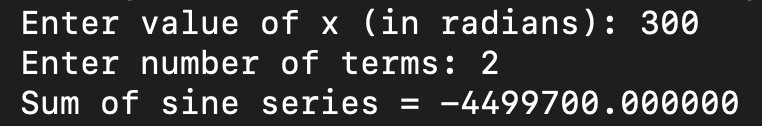 Enter value of x (in radians): 300
Enter number of terms: 2
Sum of sine series = -4499700.000000